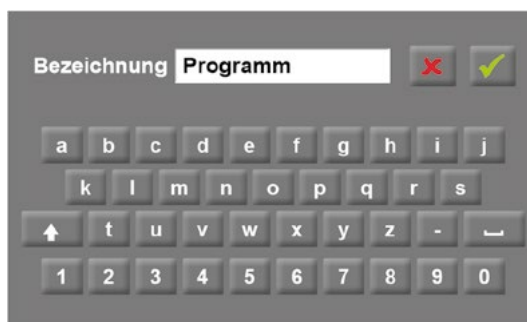 Bezeichnung Programm
a b c d e f g h i j
k l m n o p q r s
t u v w x y z -
1 2 3 4 5 6 7 8 9 0